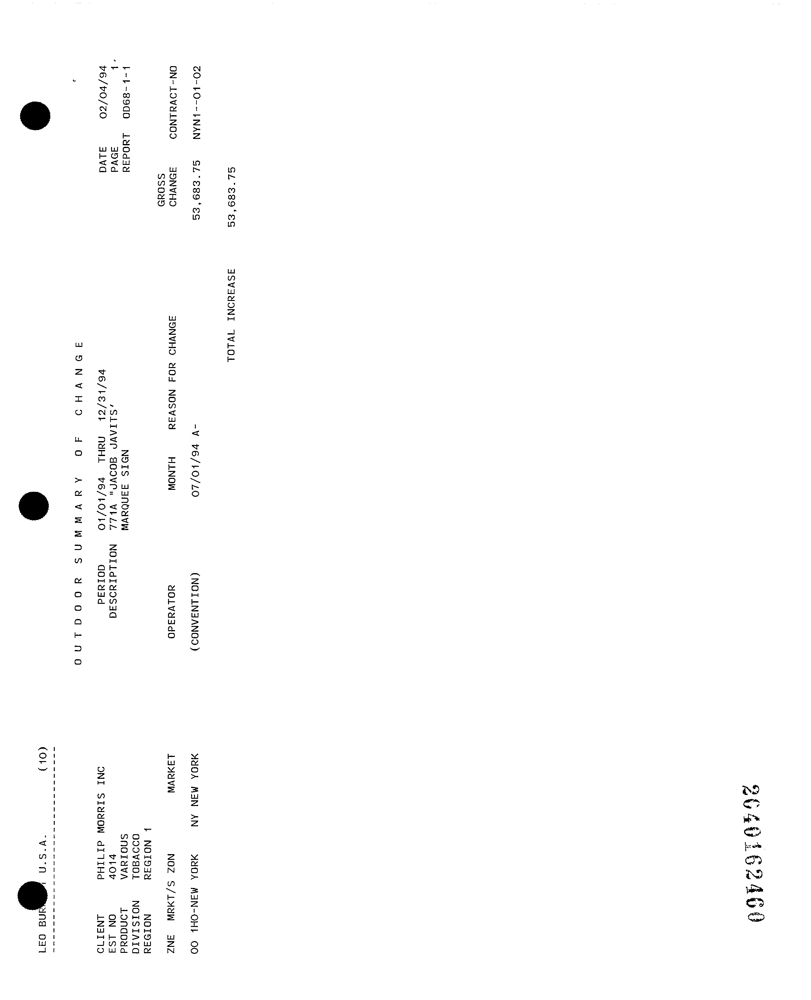 LEO BUR U.S.A. (10)
OUTDOOR SUMMARY OF CHANGE
CLIENT PHILIP MORRIS INC PERIOD 01/01/94 THRU 12/31/94 DATE 02/04/94
EST NO 4014 DESCRIPTION 771A "JACOB JAVITS' PAGE 1
PRODUCT VARIOUS MARQUEE SIGN REPORT OD68-1-1
DIVISION TOBACCO
REGION REGION 1
GROSS
ZNE MRKT/S ZON MARKET OPERATOR MONTH REASON FOR CHANGE CHANGE CONTRACT-NO
00 1HO-NEW YORK NY NEW YORK (CONVENTION) 07/01/94 A- 53,683.75 NYN1--01-02
TOTAL INCREASE 53,683.75
2040162460